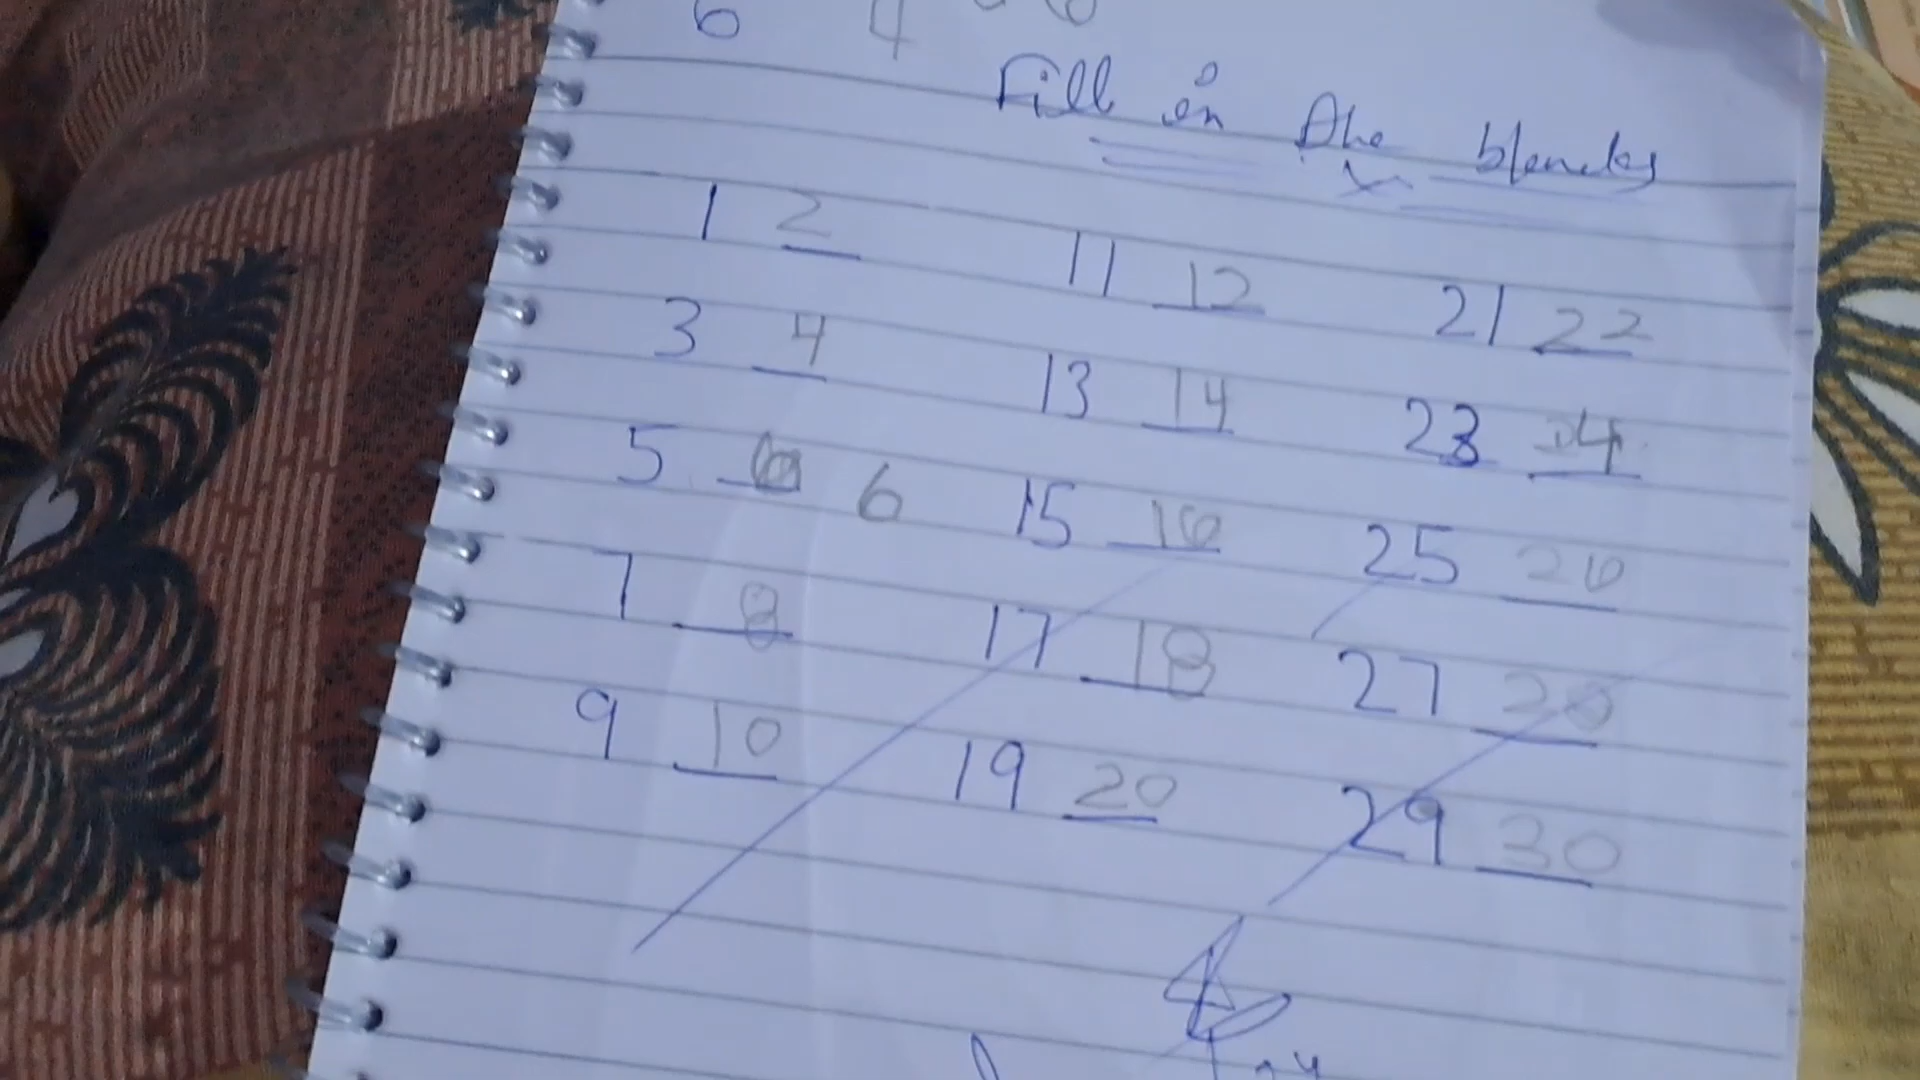 6 4
Fill in the blancks
1 2 11 12 21 22
3 4 13 14 23 24
5 6 6 15 16 25 26
7 8 17 18 27 28
9 10 19 20 29 30